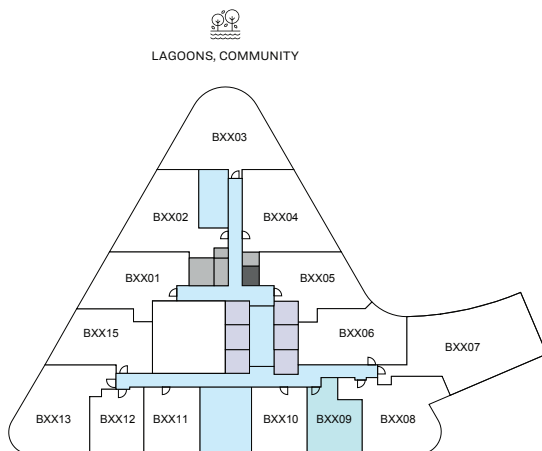 LAGOONS, COMMUNITY
BXX03
BXX02 BXX04
BXX01 BXX05
BXX15 BXX06 BXX07
BXX13 BXX12 BXX11 BXX10 BXX09 BXX08